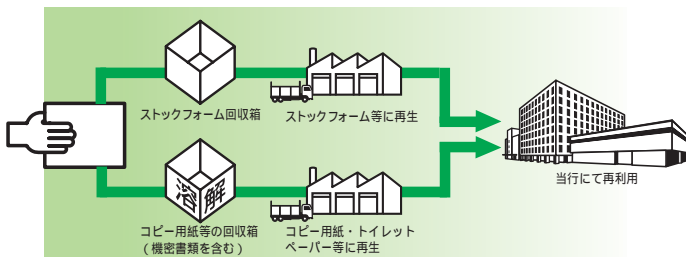 ストックフォーム回収箱
ストックフォーム等に再生
溶解
コピー用紙等の回収箱
(機密書類を含む)
コピー用紙・トイレット
ペーパー等に再生
当行にて再利用